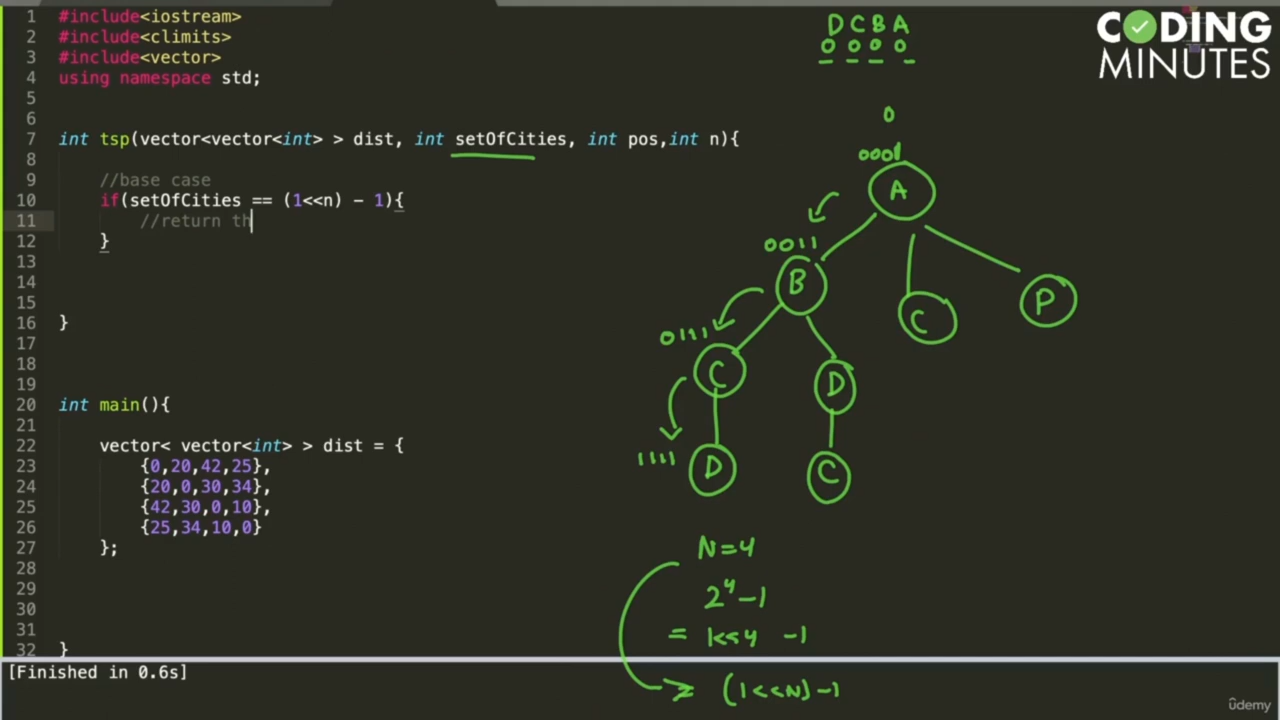 1 #include<iostream>
2 #include<climits>
3 #include<vector>
4 using namespace std;
5
6
7 int tsp(vector<vector<int> > dist, int setOfCities, int pos,int n){
8
9 //base case
10 if(setOfCities == (1<<n) - 1){
11 //return th
12 }
13
14
15
16 }
17
18
19
20 int main(){
21
22 vector< vector<int> > dist = {
23 {0,20,42,25},
24 {20,0,30,34},
25 {42,30,0,10},
26 {25,34,10,0}
27 };
28
29
30
31
32 }
[Finished in 0.6s]
D C B A
0 0 0 0
0
0001
A
0011
B
C
P
0111
C
D
1111
D
C
N=4
2^4-1
= 1<<4 -1
(1<<N)-1
CODING
MINUTES
ûdemy